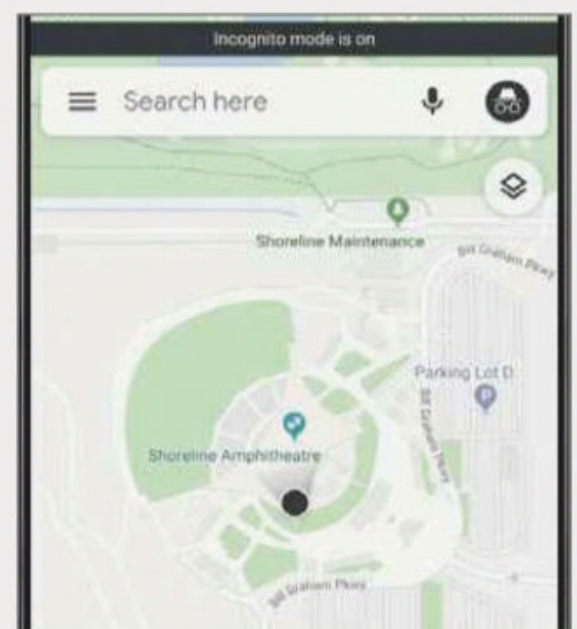 Incognito mode is on
Search here
Shoreline Maintenance
Bill Graham Pkwy
Parking Lot D
P
Bill Graham Pkwy
Shoreline Amphitheatre
Bill Graham Pkwy